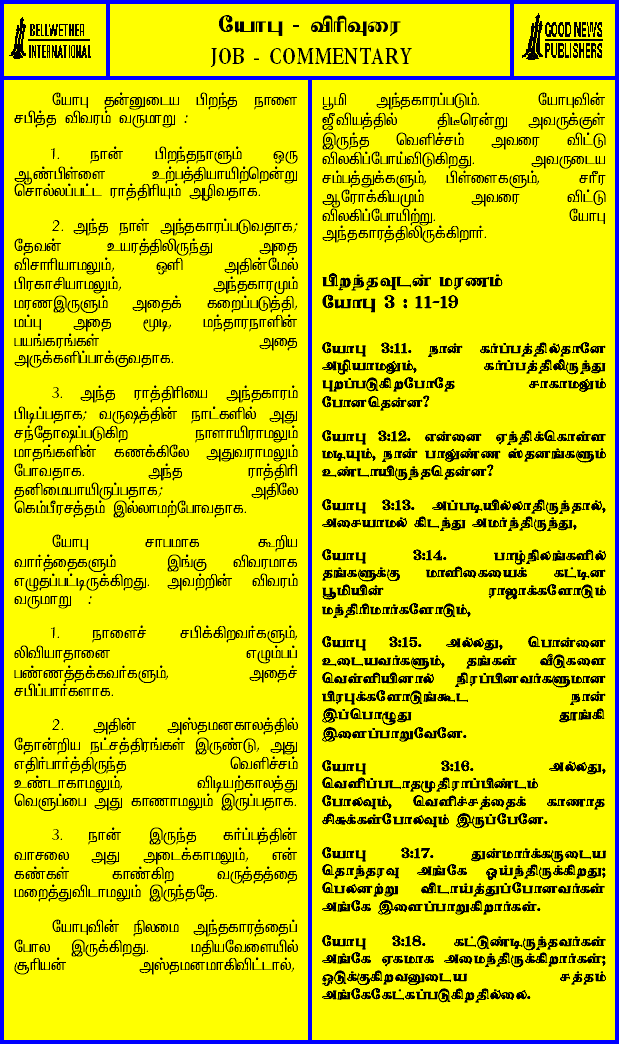 BELLWETHER
INTERNATIONAL
யோபு - விரிவுரை
JOB - COMMENTARY
GOOD NEWS
PUBLISHERS
யோபு தன்னுடைய பிறந்த நாளை
சபித்த விவரம் வருமாறு :
1. நான் பிறந்தநாளும் ஒரு
ஆண்பிள்ளை உற்பத்தியாயிற்றென்று
சொல்லப்பட்ட ராத்திரியும் அழிவதாக.
2. அந்த நாள் அந்தகாரப்படுவதாக;
தேவன் உயரத்திலிருந்து அதை
விசாரியாமலும், ஒளி அதின்மேல்
பிரகாசியாமலும், அந்தகாரமும்
மரணஇருளும் அதைக் கறைப்படுத்தி,
மப்பு அதை மூடி, மந்தாரநாளின்
பயங்கரங்கள் அதை
அருக்களிப்பாக்குவதாக.
3. அந்த ராத்திரியை அந்தகாரம்
பிடிப்பதாக; வருஷத்தின் நாட்களில் அது
சந்தோஷப்படுகிற நாளாயிராமலும்
மாதங்களின் கணக்கிலே அதுவராமலும்
போவதாக. அந்த ராத்திரி
தனிமையாயிருப்பதாக; அதிலே
கெம்பீரசத்தம் இல்லாமற்போவதாக.
யோபு சாபமாக கூறிய
வார்த்தைகளும் இங்கு விவரமாக
எழுதப்பட்டிருக்கிறது. அவற்றின் விவரம்
வருமாறு :
1. நாளைச் சபிக்கிறவர்களும்,
லிவியாதானை எழும்பப்
பண்ணத்தக்கவர்களும், அதைச்
சபிப்பார்களாக.
2. அதின் அஸ்தமனகாலத்தில்
தோன்றிய நட்சத்திரங்கள் இருண்டு, அது
எதிர்பார்த்திருந்த வெளிச்சம்
உண்டாகாமலும், விடியற்காலத்து
வெளுப்பை அது காணாமலும் இருப்பதாக.
3. நான் இருந்த கர்ப்பத்தின்
வாசலை அது அடைக்காமலும், என்
கண்கள் காண்கிற வருத்தத்தை
மறைத்துவிடாமலும் இருந்ததே.
யோபுவின் நிலமை அந்தகாரத்தைப்
போல இருக்கிறது. மதியவேளையில்
சூரியன் அஸ்தமனமாகிவிட்டால்,
பூமி அந்தகாரப்படும். யோபுவின்
ஜீவியத்தில் திடீரென்று அவருக்குள்
இருந்த வெளிச்சம் அவரை விட்டு
விலகிப்போய்விடுகிறது. அவருடைய
சம்பத்துக்களும், பிள்ளைகளும், சரீர
ஆரோக்கியமும் அவரை விட்டு
விலகிப்போயிற்று. யோபு
அந்தகாரத்திலிருக்கிறார்.
பிறந்தவுடன் மரணம்
யோபு 3 : 11-19
யோபு 3:11. நான் கர்ப்பத்தில்தானே
அழியாமலும், கர்ப்பத்திலிருந்து
புறப்படுகிறபோதே சாகாமலும்
போனதென்ன?
யோபு 3:12. என்னை ஏந்திக்கொள்ள
மடியும், நான் பாலுண்ண ஸ்தனங்களும்
உண்டாயிருந்ததென்ன?
யோபு 3:13. அப்படியில்லாதிருந்தால்,
அசையாமல் கிடந்து அமர்ந்திருந்து,
யோபு 3:14. பாழ்நிலங்களில்
தங்களுக்கு மாளிகையைக் கட்டின
பூமியின் ராஜாக்களோடும்
மந்திரிமார்களோடும்,
யோபு 3:15. அல்லது, பொன்னை
உடையவர்களும், தங்கள் வீடுகளை
வெள்ளியினால் நிரப்பினவர்களுமான
பிரபுக்களோடுங்கூட நான்
இப்பொழுது தூங்கி
இளைப்பாறுவேனே.
யோபு 3:16. அல்லது,
வெளிப்படாதமுதிராப்பிண்டம்
போலவும், வெளிச்சத்தைக் காணாத
சிசுக்கள்போலவும் இருப்பேனே.
யோபு 3:17. துன்மார்க்கருடைய
தொந்தரவு அங்கே ஓய்ந்திருக்கிறது;
பெலனற்று விடாய்த்துப்போனவர்கள்
அங்கே இளைப்பாறுகிறார்கள்.
யோபு 3:18. கட்டுண்டிருந்தவர்கள்
அங்கே ஏகமாக அமைந்திருக்கிறார்கள்;
ஒடுக்குகிறவனுடைய சத்தம்
அங்கேகேட்கப்படுகிறதில்லை.